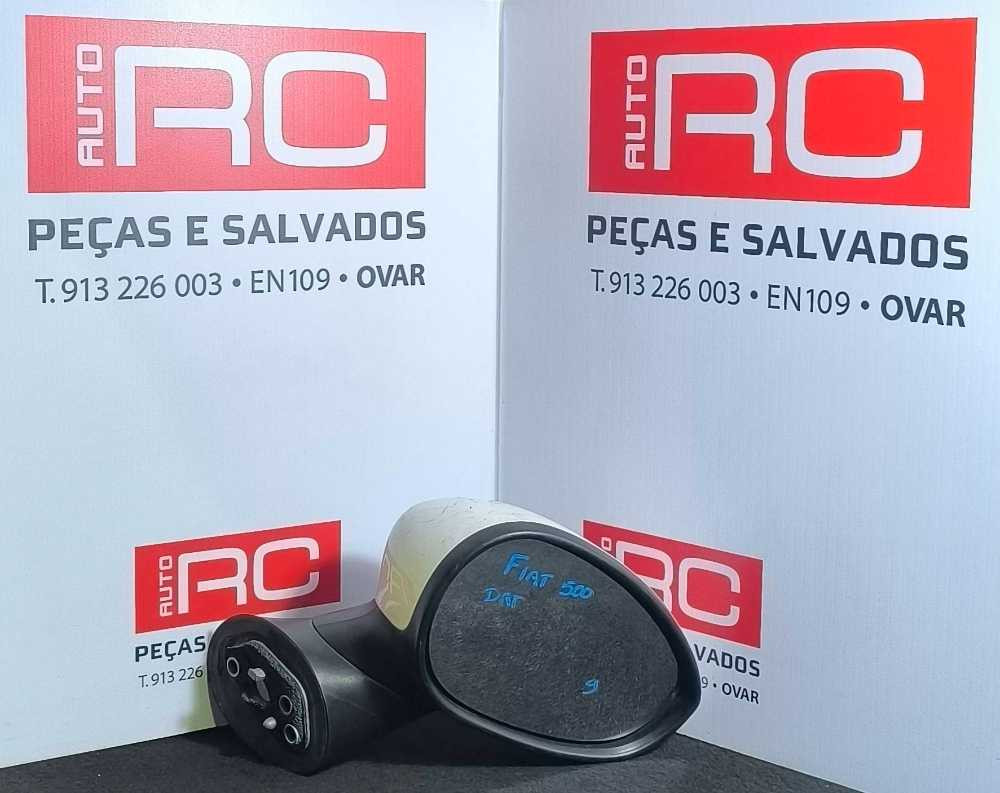 AUTO RC
PEÇAS E SALVADOS
T. 913 226 003 • EN109 • OVAR
AUTO RC
PEÇAS E SALVADOS
T. 913 226 003 • EN109 • OVAR
AUTO RC
PEÇAS
T. 913 226
RC
VADOS
9 • OVAR
FIAT 500
DRT